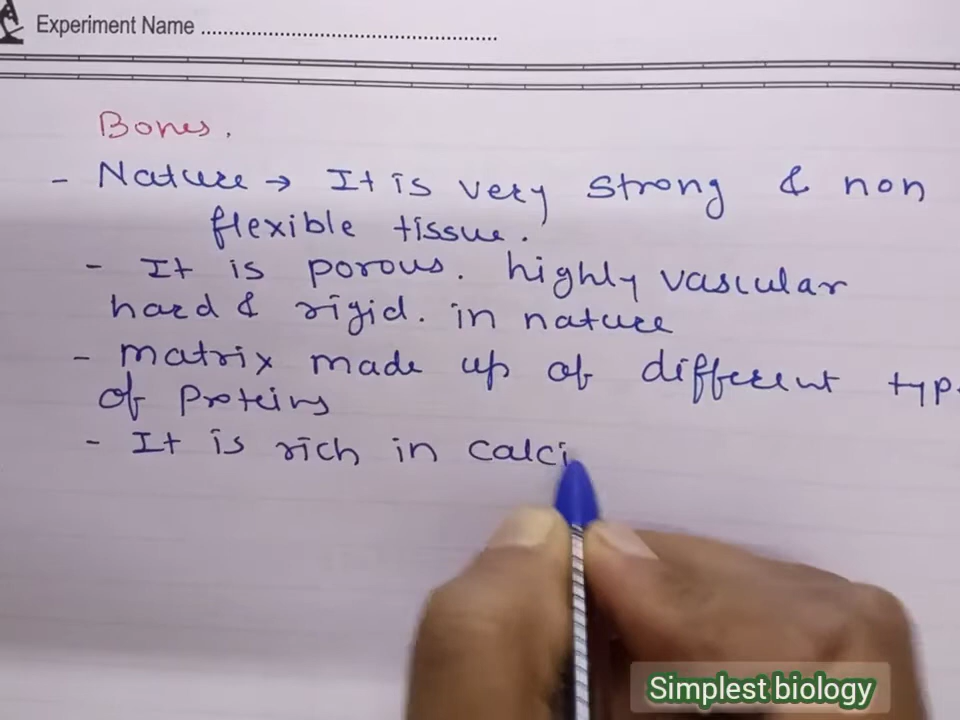 Experiment Name ......................................................
Bones.
- Nature → It is very strong & non
flexible tissue.
- It is porous. highly vascular
hard & rigid. in nature
- matrix made up of different typ
of Proteins
- It is rich in calci
Simplest biology